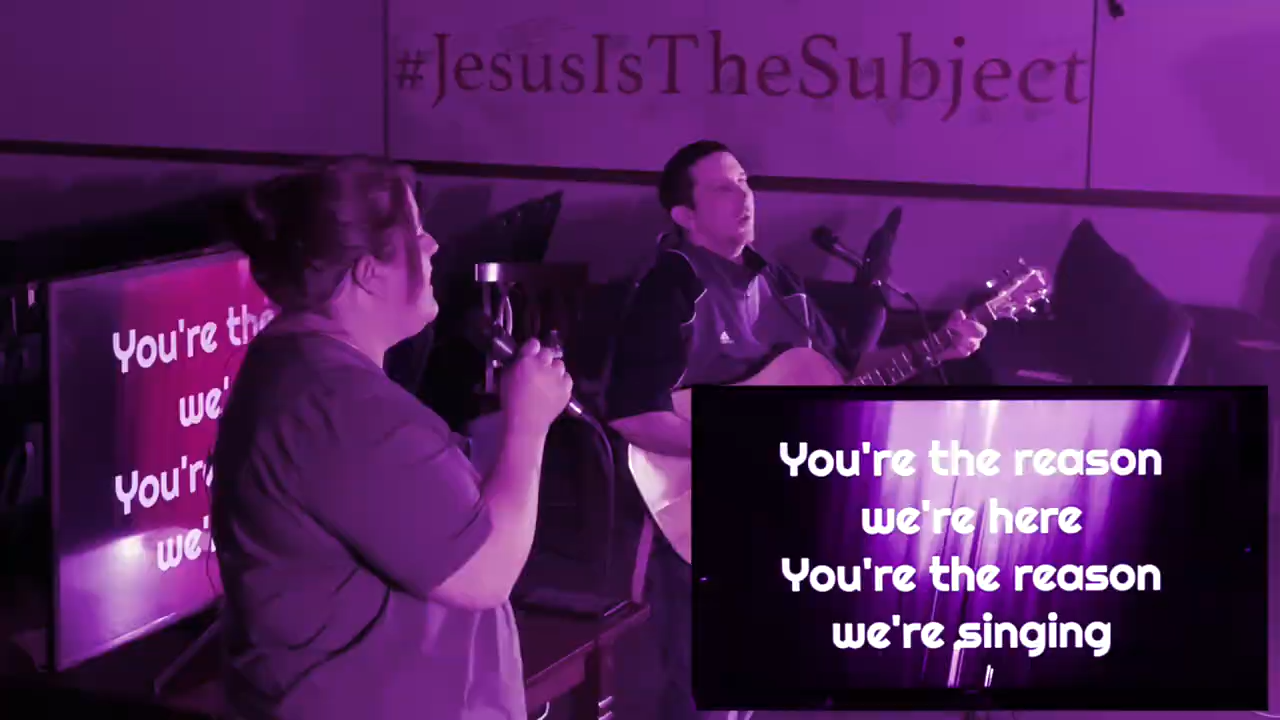 #JesusIsTheSubject
You're the
we'
You'r
we'
You're the reason
we're here
You're the reason
we're singing